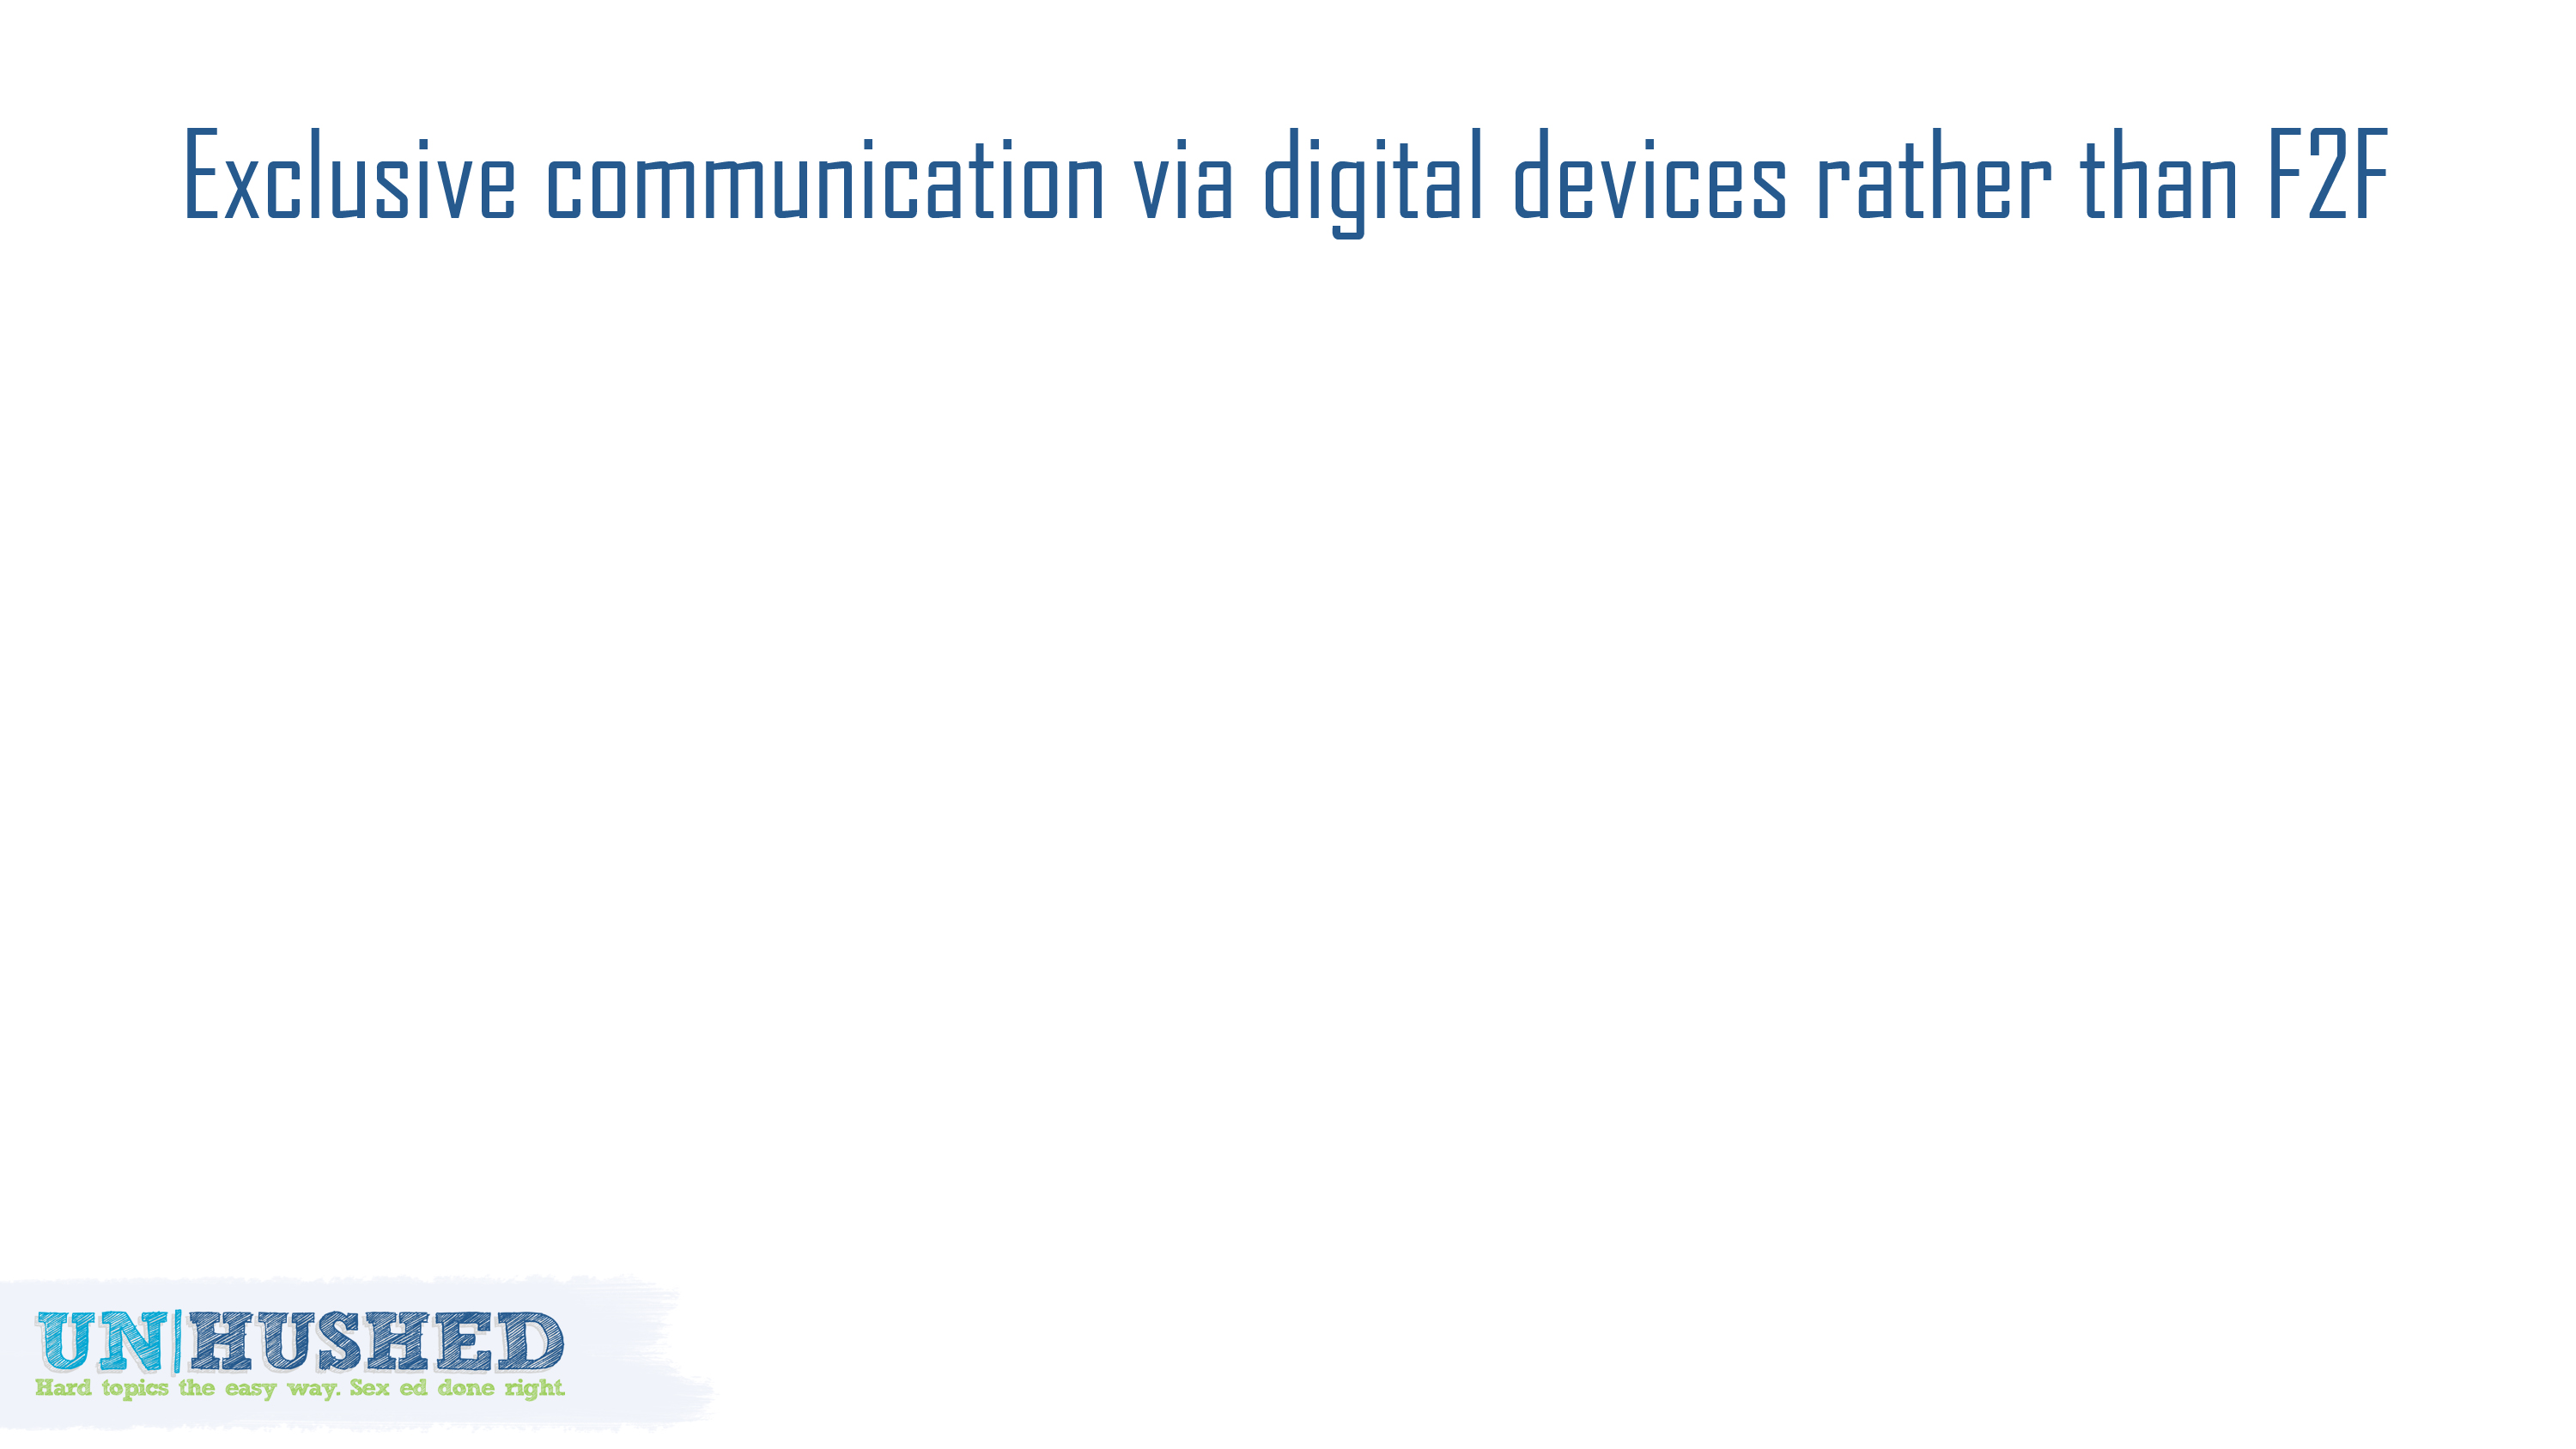 Exclusive communication via digital devices rather than F2F
UN|HUSHED
Hard topics the easy way. Sex ed done right.